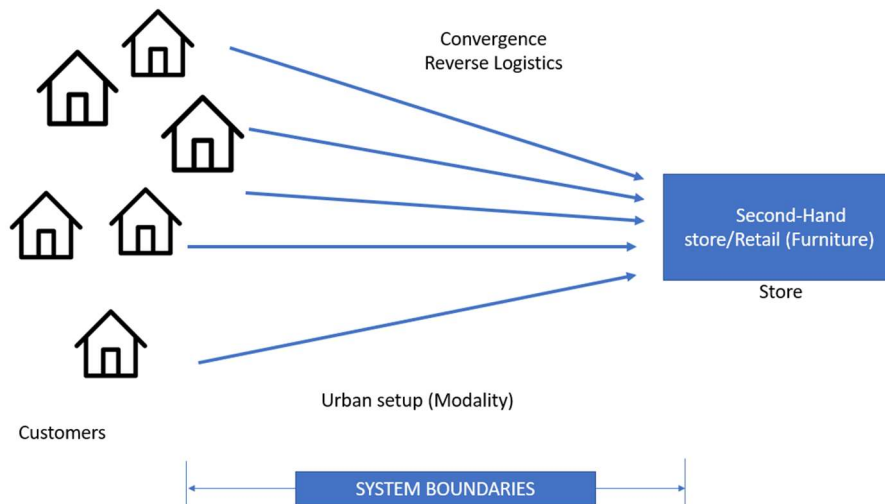 Convergence
Reverse Logistics
Second-Hand
store/Retail (Furniture)
Store
Urban setup (Modality)
Customers
SYSTEM BOUNDARIES